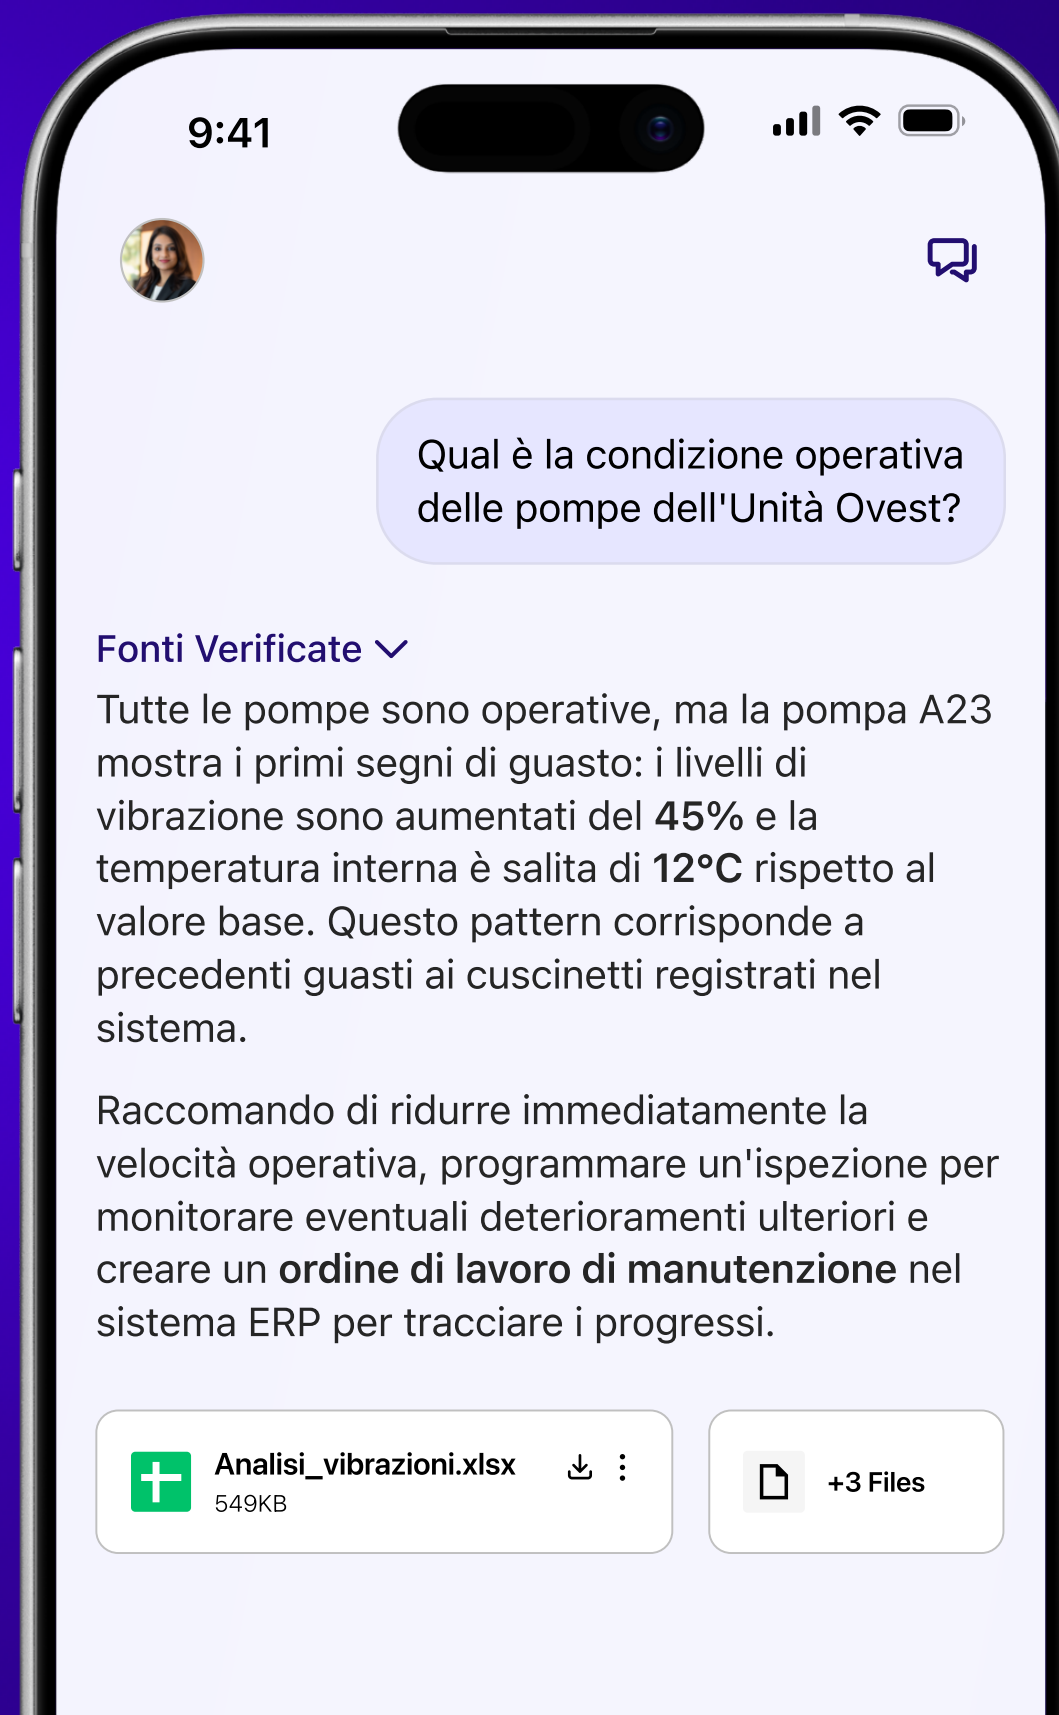 9:41
Qual è la condizione operativa
delle pompe dell'Unità Ovest?
Fonti Verificate
Tutte le pompe sono operative, ma la pompa A23
mostra i primi segni di guasto: i livelli di
vibrazione sono aumentati del 45% e la
temperatura interna è salita di 12°C rispetto al
valore base. Questo pattern corrisponde a
precedenti guasti ai cuscinetti registrati nel
sistema.
Raccomando di ridurre immediatamente la
velocità operativa, programmare un'ispezione per
monitorare eventuali deterioramenti ulteriori e
creare un ordine di lavoro di manutenzione nel
sistema ERP per tracciare i progressi.
Analisi_vibrazioni.xlsx
549KB
+3 Files